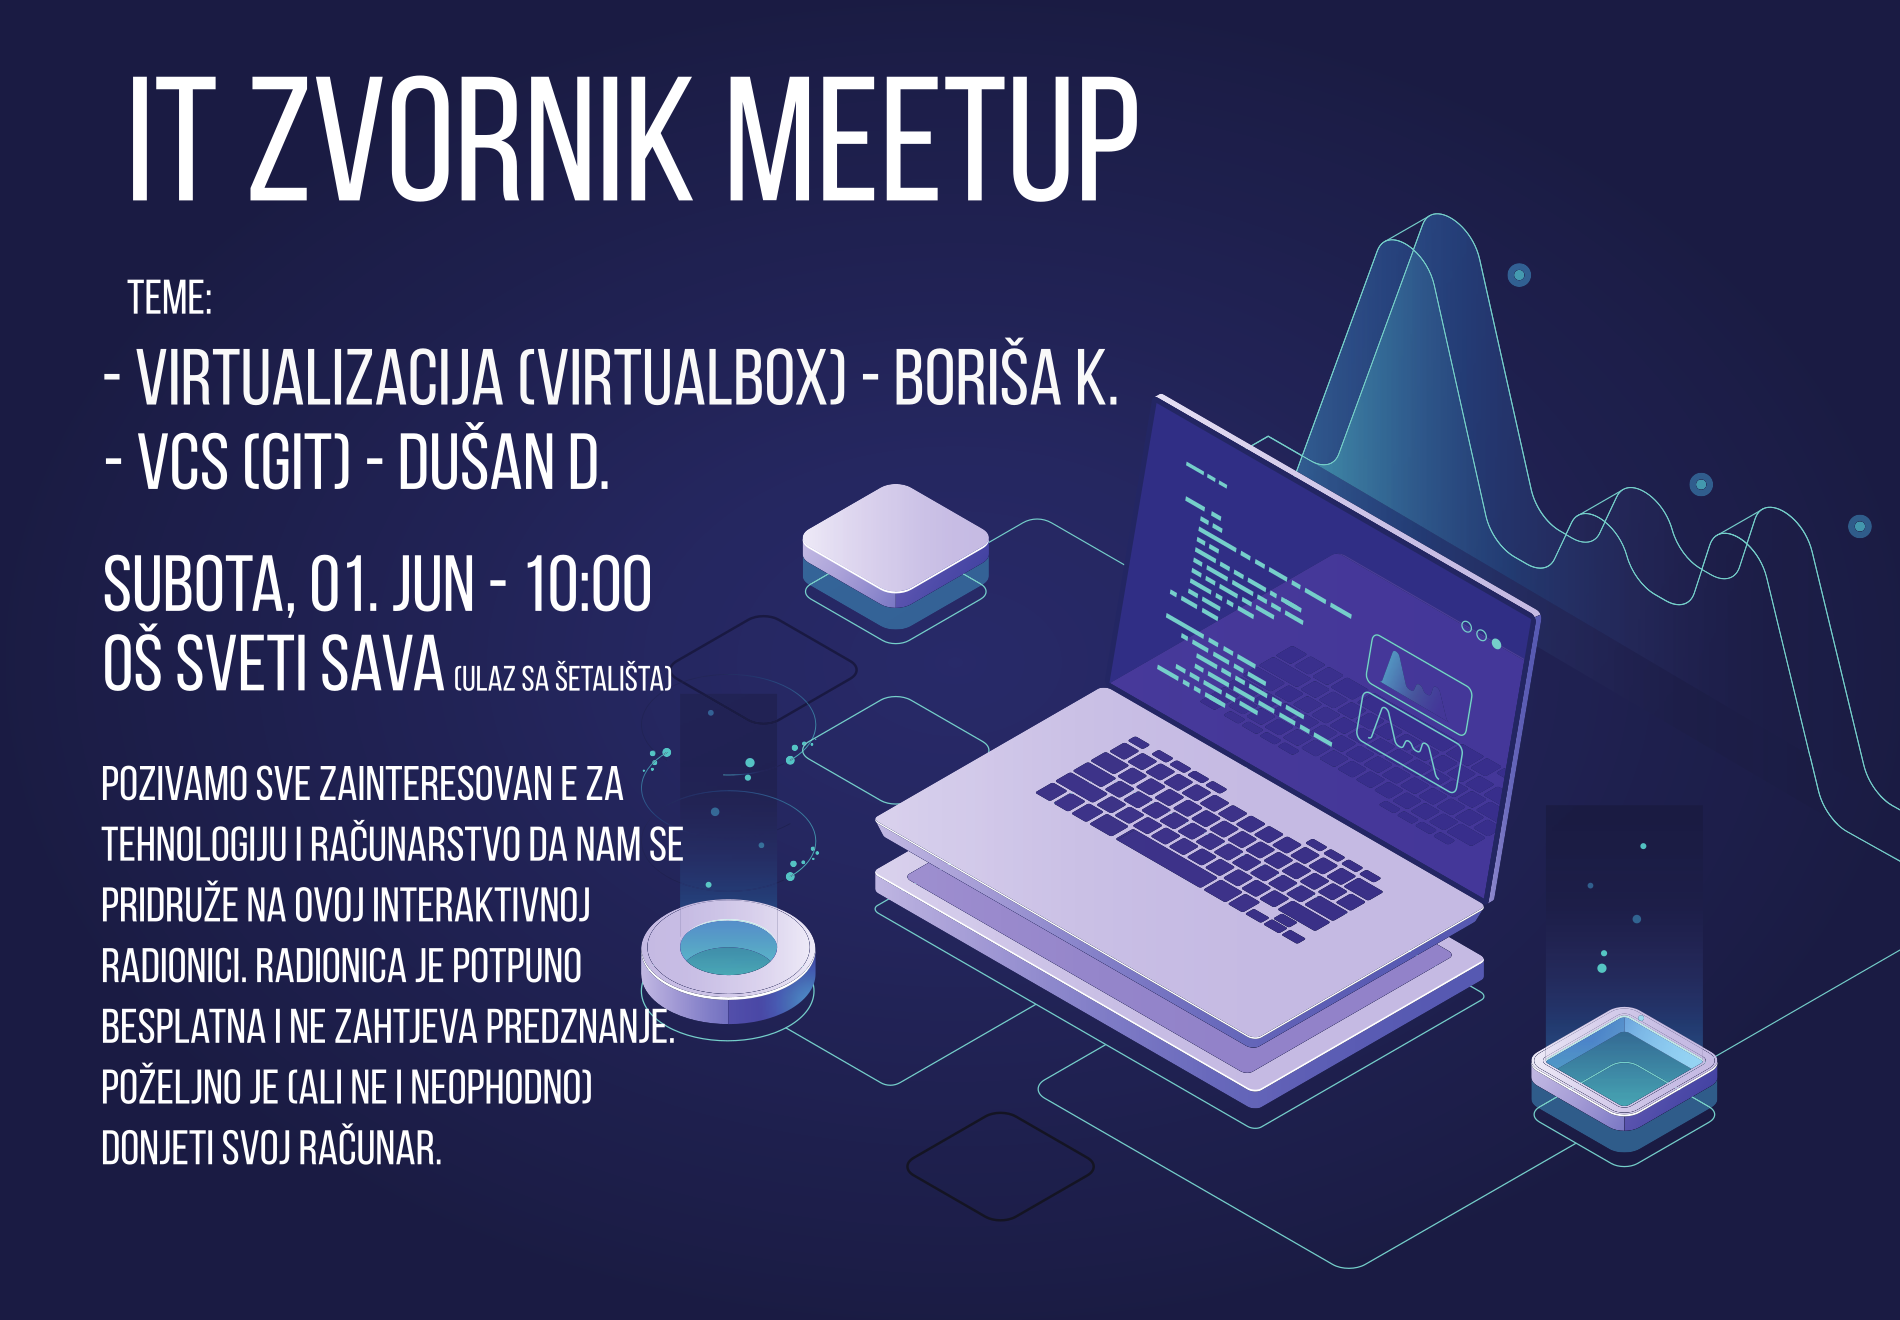 IT ZVORNIK MEETUP
TEME:
- VIRTUALIZACIJA (VIRTUALBOX) - BORIŠA K.
- VCS (GIT) - DUŠAN D.
SUBOTA, 01. JUN - 10:00
OŠ SVETI SAVA (ULAZ SA ŠETALIŠTA)
POZIVAMO SVE ZAINTERESOVAN E ZA
TEHNOLOGIJU I RAČUNARSTVO DA NAM SE
PRIDRUŽE NA OVOJ INTERAKTIVNOJ
RADIONICI. RADIONICA JE POTPUNO
BESPLATNA I NE ZAHTJEVA PREDZNANJE.
POŽELJNO JE (ALI NE I NEOPHODNO)
DONJETI SVOJ RAČUNAR.